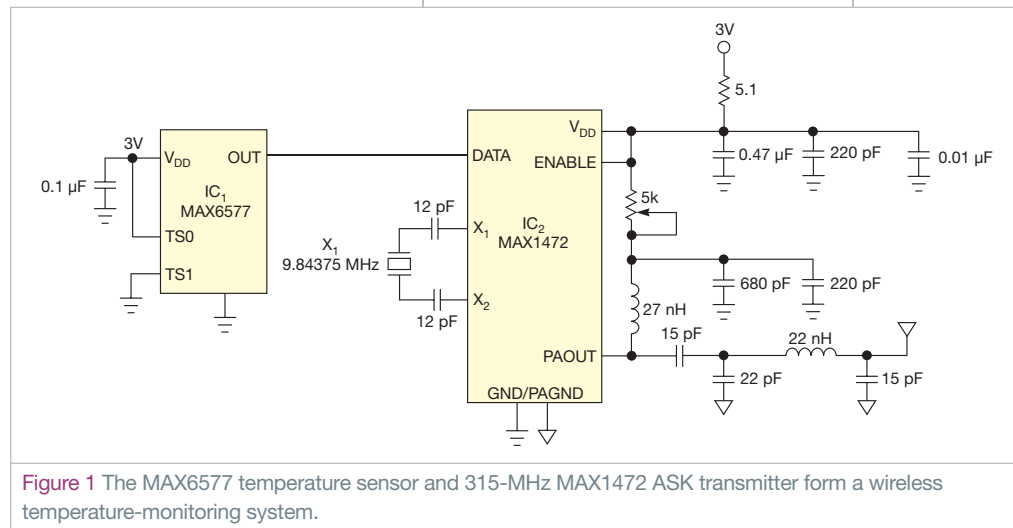 3V
5.1
3V
V_DD
OUT
0.1 µF
IC₁
MAX6577
TS0
TS1
X₁
9.84375 MHz
12 pF
12 pF
V_DD
DATA
ENABLE
X₁
IC₂
MAX1472
X₂
PAOUT
GND/PAGND
0.47 µF
220 pF
0.01 µF
5k
680 pF
220 pF
27 nH
15 pF
22 nH
22 pF
15 pF
Figure 1 The MAX6577 temperature sensor and 315-MHz MAX1472 ASK transmitter form a wireless
temperature-monitoring system.